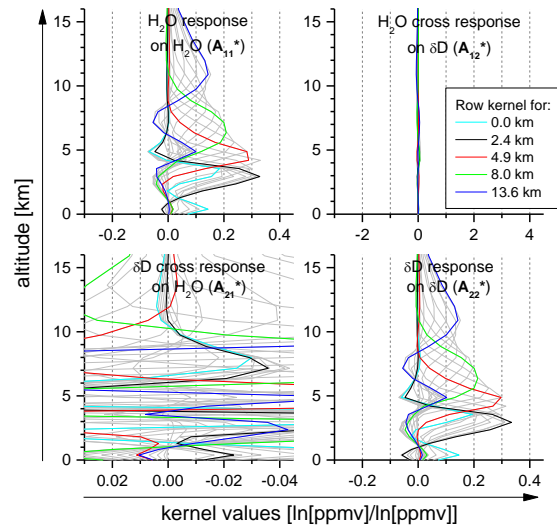 H₂O response
on H₂O (A₁₁*)
H₂O cross response
on δD (A₁₂*)
Row kernel for:
0.0 km
2.4 km
4.9 km
8.0 km
13.6 km
15
10
5
0
-0.2 0.0 0.2 0.4
-0.2 0.0 0.2 0.4
altitude [km]
δD cross response
on H₂O (A₂₁*)
δD response
on δD (A₂₂*)
15
10
5
0
0.02 0.00 -0.02 -0.04
-0.2 0.0 0.2 0.4
kernel values [ln[ppmv]/ln[ppmv]]